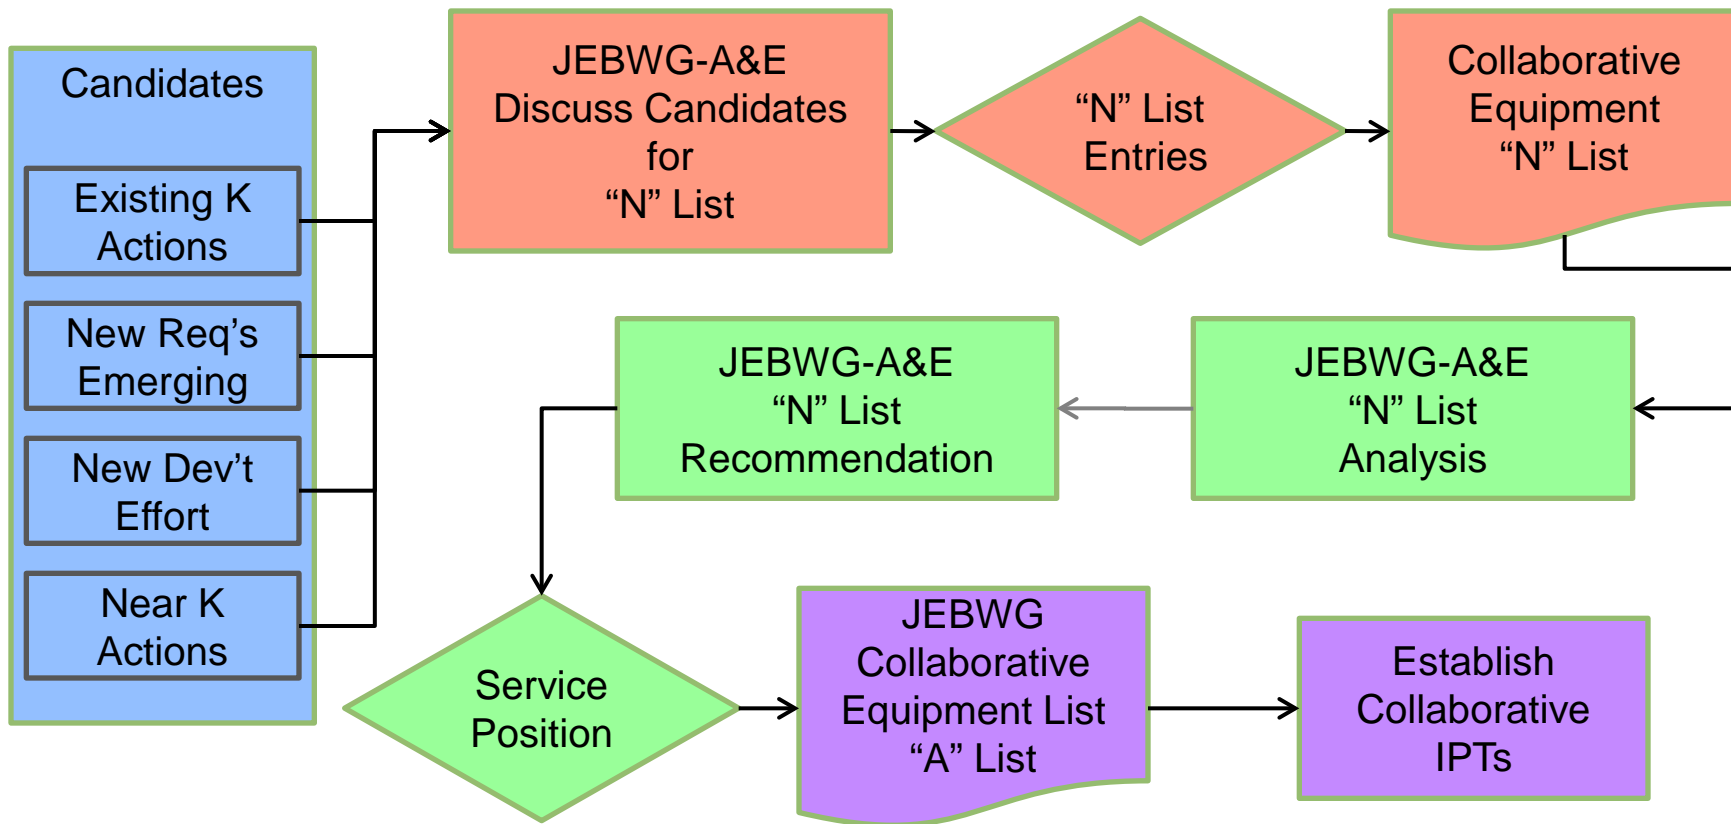 Candidates
Existing K
Actions
New Req’s
Emerging
New Dev’t
Effort
Near K
Actions
JEBWG-A&E
Discuss Candidates
for
“N” List
“N” List
Entries
Collaborative
Equipment
“N” List
JEBWG-A&E
“N” List
Analysis
JEBWG-A&E
“N” List
Recommendation
Service
Position
JEBWG
Collaborative
Equipment List
“A” List
Establish
Collaborative
IPTs